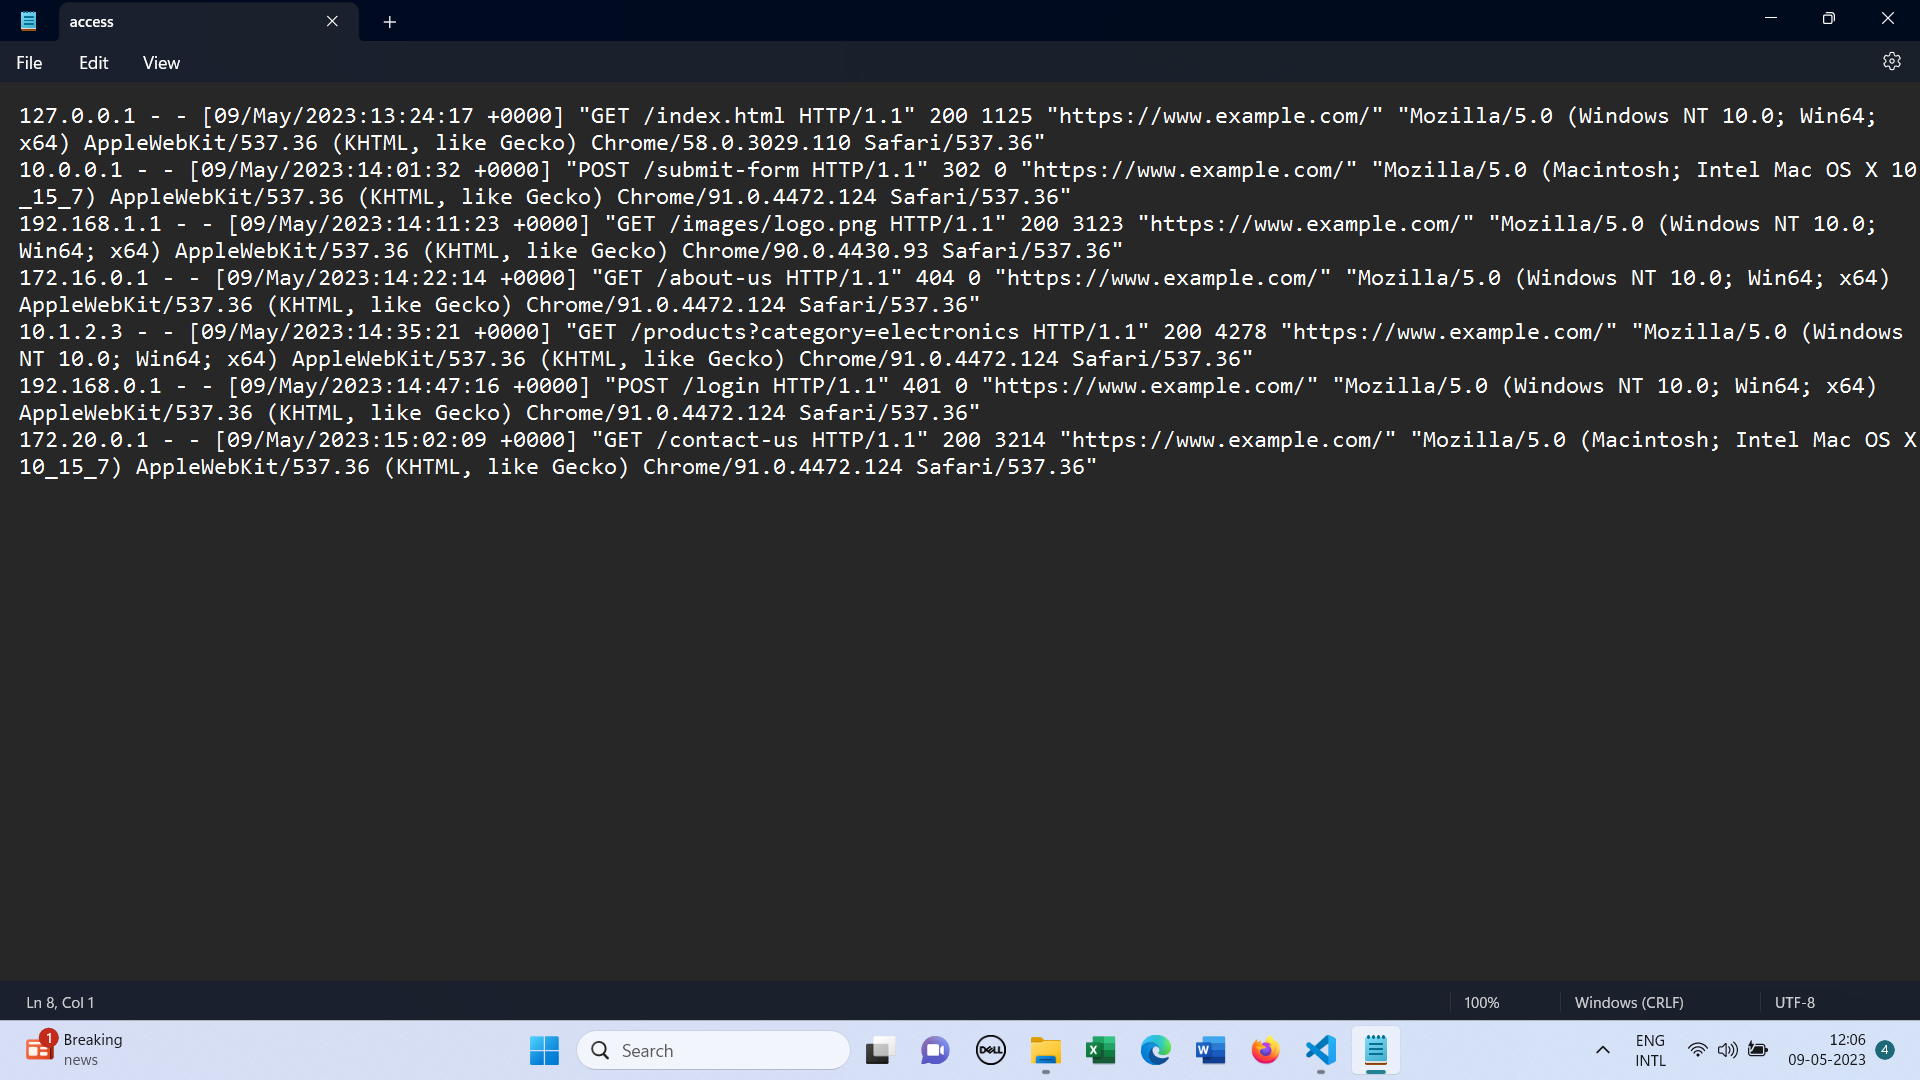 access
File Edit View
127.0.0.1 - - [09/May/2023:13:24:17 +0000] "GET /index.html HTTP/1.1" 200 1125 "https://www.example.com/" "Mozilla/5.0 (Windows NT 10.0; Win64;
x64) AppleWebKit/537.36 (KHTML, like Gecko) Chrome/58.0.3029.110 Safari/537.36"
10.0.0.1 - - [09/May/2023:14:01:32 +0000] "POST /submit-form HTTP/1.1" 302 0 "https://www.example.com/" "Mozilla/5.0 (Macintosh; Intel Mac OS X 10
_15_7) AppleWebKit/537.36 (KHTML, like Gecko) Chrome/91.0.4472.124 Safari/537.36"
192.168.1.1 - - [09/May/2023:14:11:23 +0000] "GET /images/logo.png HTTP/1.1" 200 3123 "https://www.example.com/" "Mozilla/5.0 (Windows NT 10.0;
Win64; x64) AppleWebKit/537.36 (KHTML, like Gecko) Chrome/90.0.4430.93 Safari/537.36"
172.16.0.1 - - [09/May/2023:14:22:14 +0000] "GET /about-us HTTP/1.1" 404 0 "https://www.example.com/" "Mozilla/5.0 (Windows NT 10.0; Win64; x64)
AppleWebKit/537.36 (KHTML, like Gecko) Chrome/91.0.4472.124 Safari/537.36"
10.1.2.3 - - [09/May/2023:14:35:21 +0000] "GET /products?category=electronics HTTP/1.1" 200 4278 "https://www.example.com/" "Mozilla/5.0 (Windows
NT 10.0; Win64; x64) AppleWebKit/537.36 (KHTML, like Gecko) Chrome/91.0.4472.124 Safari/537.36"
192.168.0.1 - - [09/May/2023:14:47:16 +0000] "POST /login HTTP/1.1" 401 0 "https://www.example.com/" "Mozilla/5.0 (Windows NT 10.0; Win64; x64)
AppleWebKit/537.36 (KHTML, like Gecko) Chrome/91.0.4472.124 Safari/537.36"
172.20.0.1 - - [09/May/2023:15:02:09 +0000] "GET /contact-us HTTP/1.1" 200 3214 "https://www.example.com/" "Mozilla/5.0 (Macintosh; Intel Mac OS X
10_15_7) AppleWebKit/537.36 (KHTML, like Gecko) Chrome/91.0.4472.124 Safari/537.36"
Ln 8, Col 1 100% Windows (CRLF) UTF-8
1 Breaking
news
Search
DELL
ENG
INTL
12:06
09-05-2023
4